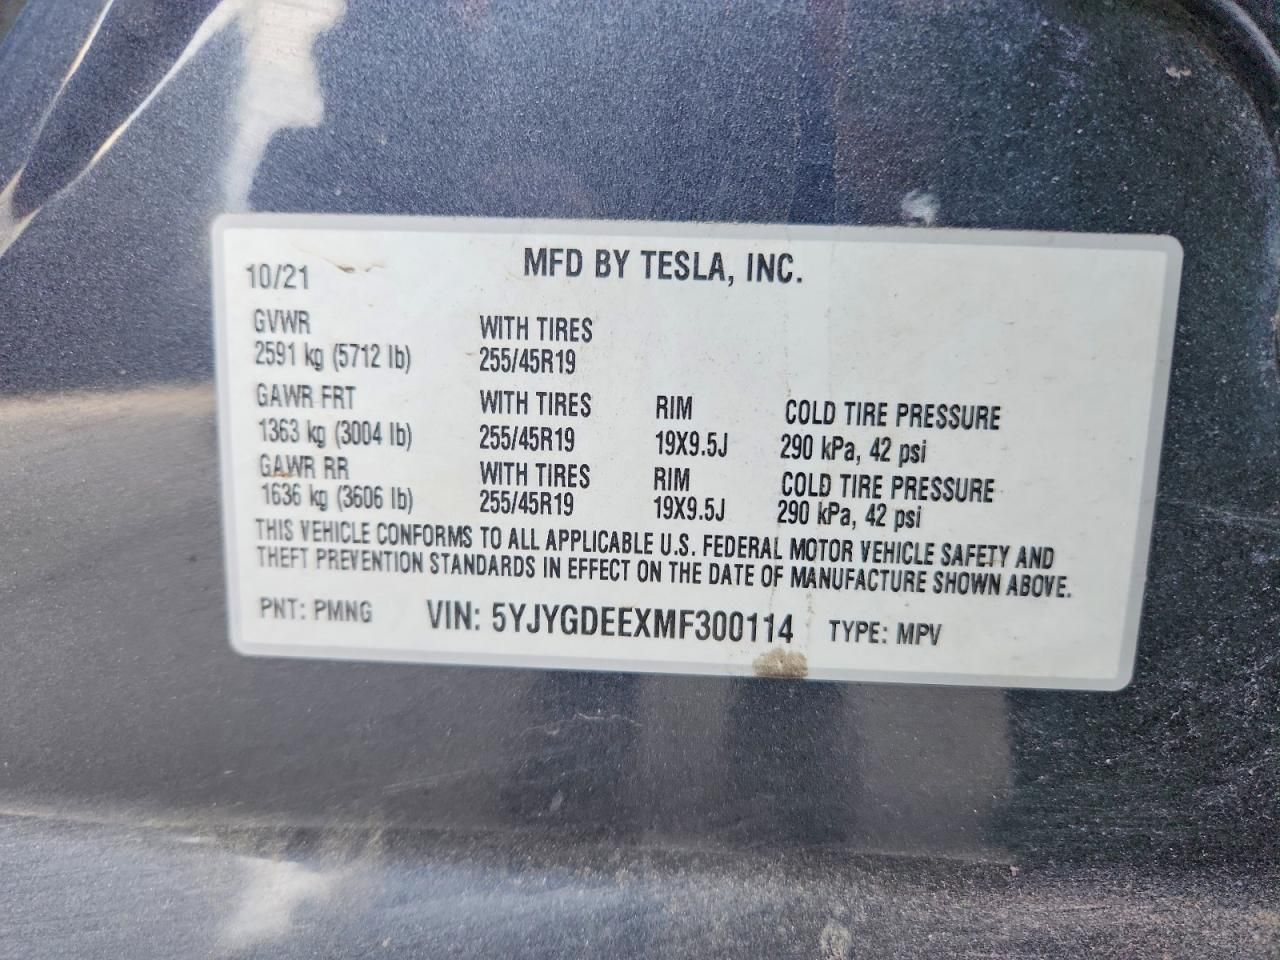 MFD BY TESLA, INC.
10/21
GVWR WITH TIRES
2591 kg (5712 lb) 255/45R19
GAWR FRT WITH TIRES RIM COLD TIRE PRESSURE
1363 kg (3004 lb) 255/45R19 19X9.5J 290 kPa, 42 psi
GAWR RR WITH TIRES RIM COLD TIRE PRESSURE
1636 kg (3606 lb) 255/45R19 19X9.5J 290 kPa, 42 psi
THIS VEHICLE CONFORMS TO ALL APPLICABLE U.S. FEDERAL MOTOR VEHICLE SAFETY AND
THEFT PREVENTION STANDARDS IN EFFECT ON THE DATE OF MANUFACTURE SHOWN ABOVE.
PNT: PMNG VIN: 5YJYGDEEXMF300114 TYPE: MPV